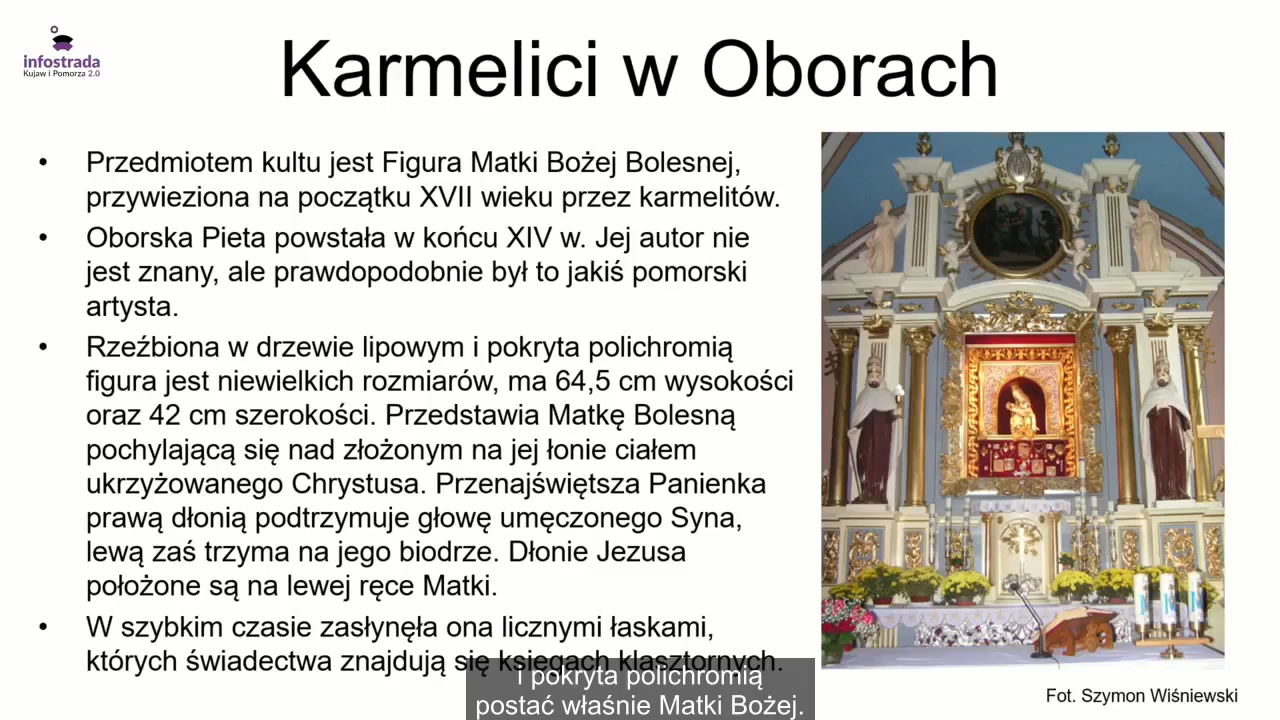 infostrada
Kujaw i Pomorza 2.0
Karmelici w Oborach
• Przedmiotem kultu jest Figura Matki Bożej Bolesnej,
przywieziona na początku XVII wieku przez karmelitów.
• Oborska Pieta powstała w końcu XIV w. Jej autor nie
jest znany, ale prawdopodobnie był to jakiś pomorski
artysta.
• Rzeźbiona w drzewie lipowym i pokryta polichromią
figura jest niewielkich rozmiarów, ma 64,5 cm wysokości
oraz 42 cm szerokości. Przedstawia Matkę Bolesną
pochylającą się nad złożonym na jej łonie ciałem
ukrzyżowanego Chrystusa. Przenajświętsza Panienka
prawą dłonią podtrzymuje głowę umęczonego Syna,
lewą zaś trzyma na jego biodrze. Dłonie Jezusa
położone są na lewej ręce Matki.
• W szybkim czasie zasłynęła ona licznymi łaskami,
których świadectwa znajdują się księgach klasztornych.
i pokryta polichromią
postać właśnie Matki Bożej.
Fot. Szymon Wiśniewski